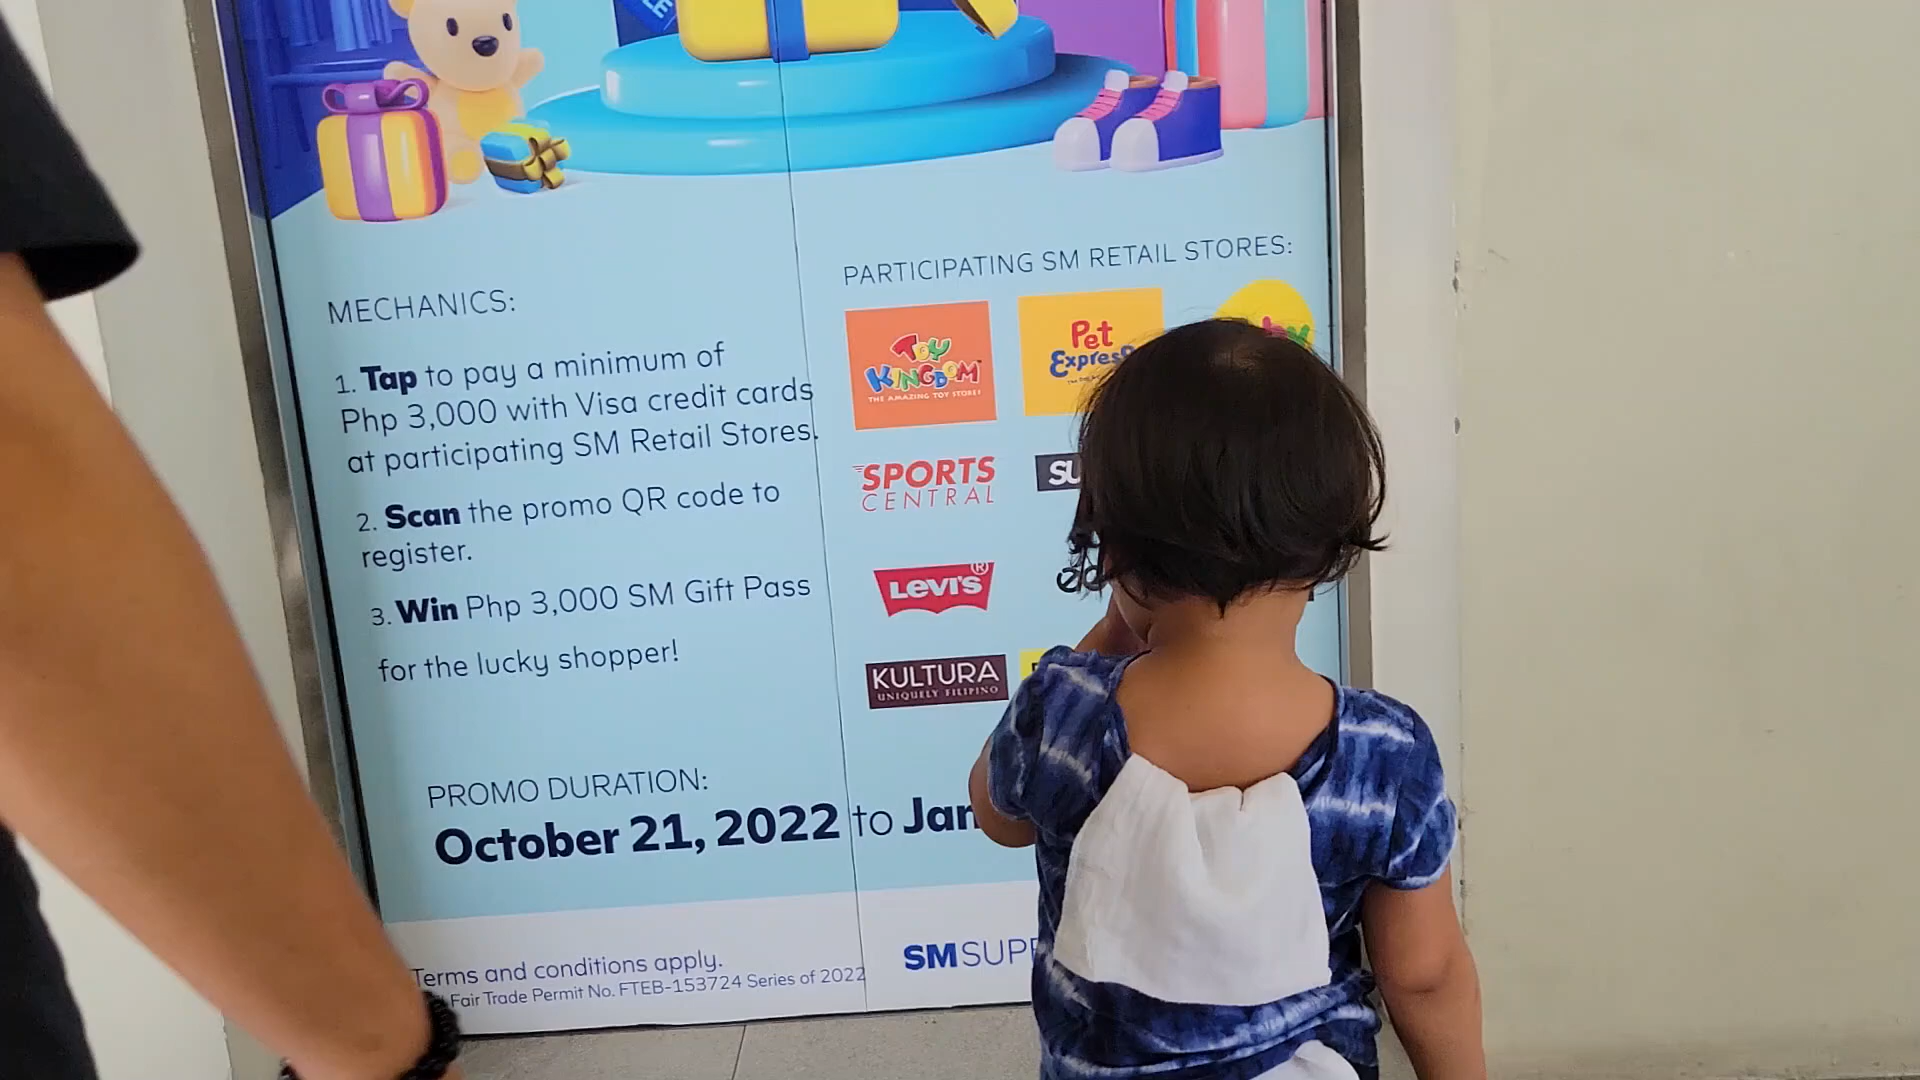 MECHANICS:
1. Tap to pay a minimum of
Php 3,000 with Visa credit cards
at participating SM Retail Stores.
2. Scan the promo QR code to
register.
3. Win Php 3,000 SM Gift Pass
for the lucky shopper!
PROMO DURATION:
October 21, 2022 to Jan
Terms and conditions apply.
Fair Trade Permit No. FTEB-153724 Series of 2022
PARTICIPATING SM RETAIL STORES:
TOY
KINGDOM™
THE AMAZING TOY STORE!
Pet
Express
SPORTS
CENTRAL
LEVI'S®
KULTURA
UNIQUELY FILIPINO
SM